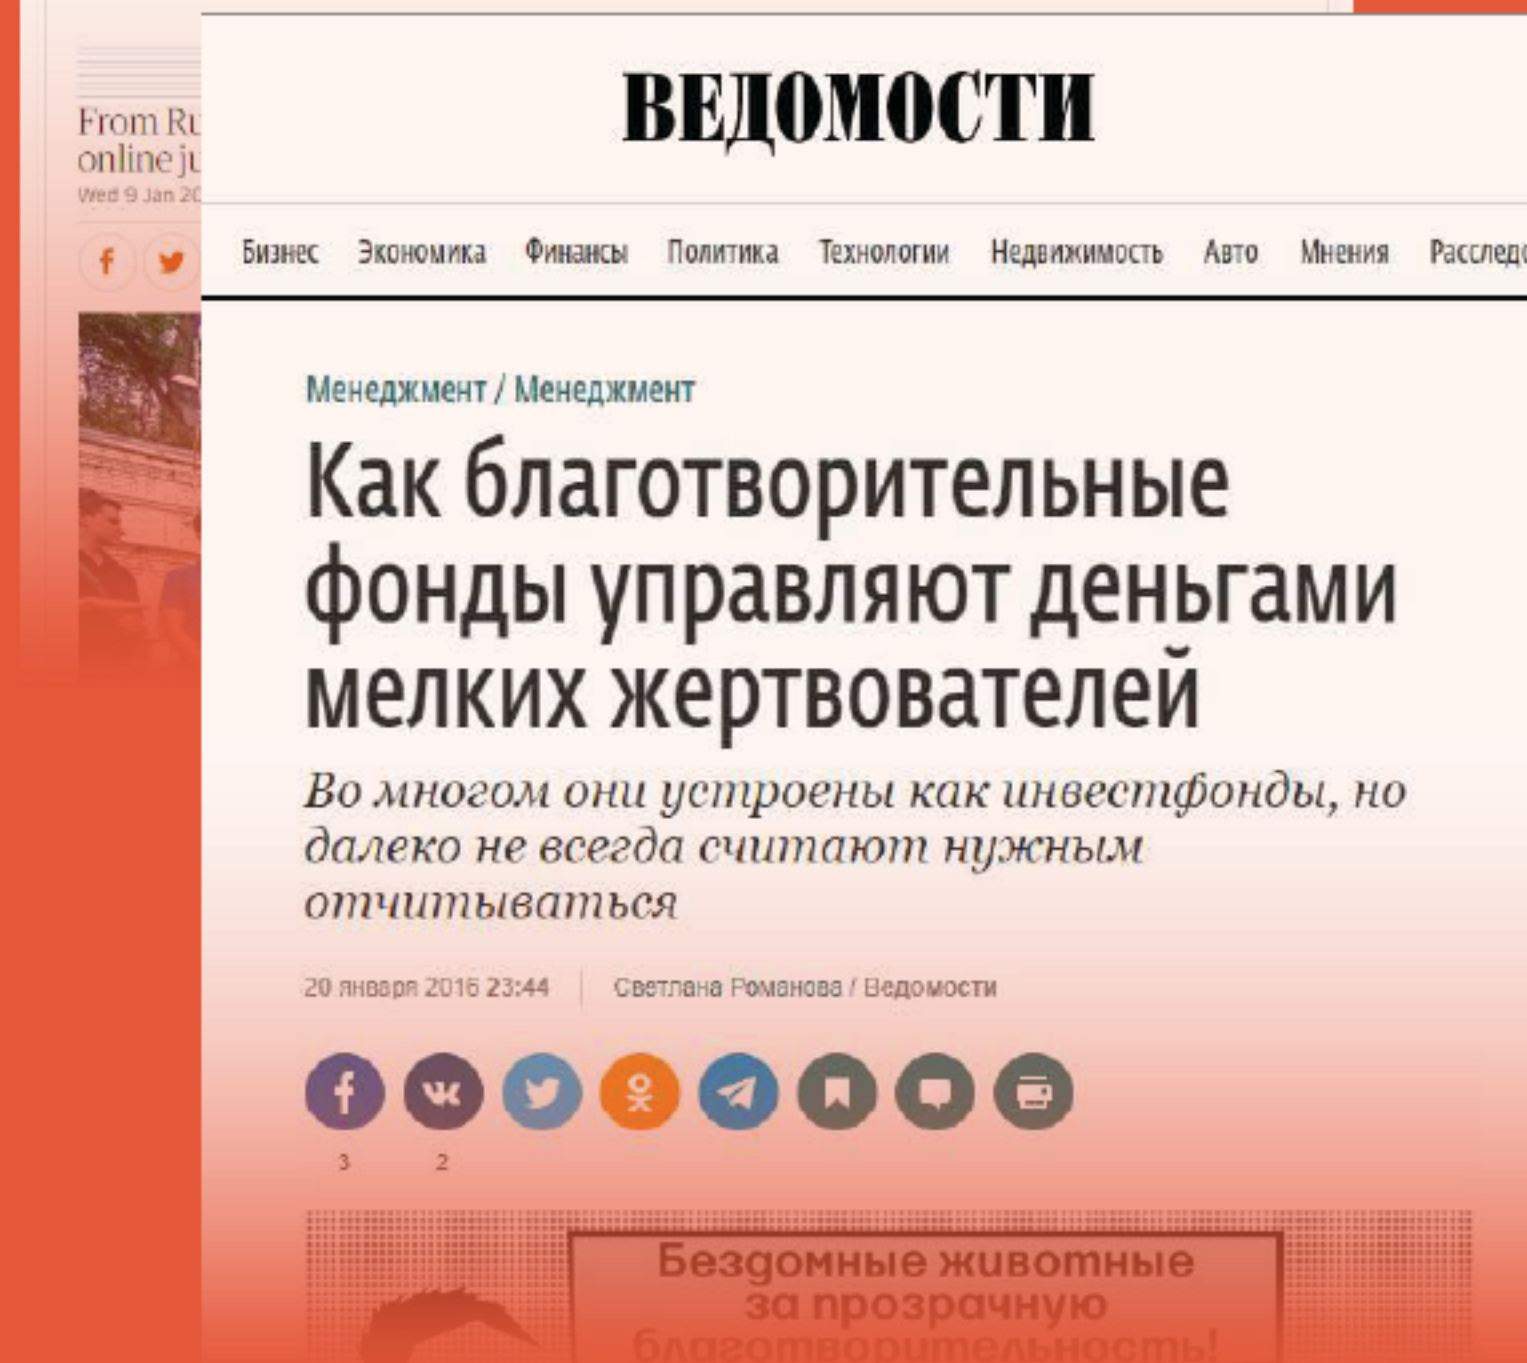 From Ru
online ju
Wed 9 Jan 20
ВЕДОМОСТИ
Бизнес Экономика Финансы Политика Технологии Недвижимость Авто Мнения Расследо
Менеджмент / Менеджмент
Как благотворительные
фонды управляют деньгами
мелких жертвователей
Во многом они устроены как инвестфонды, но
далеко не всегда считают нужным
отчитываться
20 января 2016 23:44 Светлана Романова / Ведомости
3 2
Бездомные животные
за прозрачную
благотворительность!